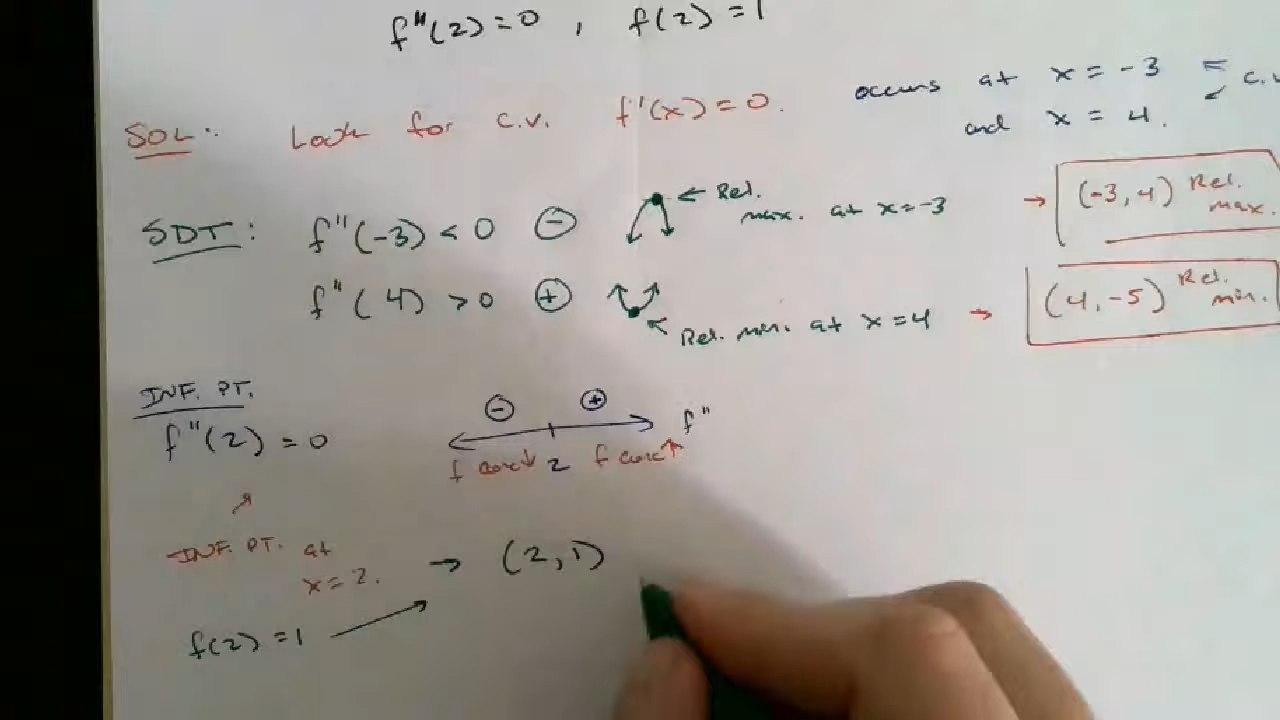 f"(2)=0 , f(2)=1
SOL: Look for c.v. f'(x)=0. occurs at x=-3
and x=4.
SDT: f"(-3)<0 ⊖ ← Rel. max. at x=-3 → (-3,4) Rel. max.
f"(4)>0 ⊕ Rel. min. at x=4 → (4,-5) Rel. min.
INF. PT.
f"(2)=0 ⊖ ⊕ f"
f conc↓ 2 f conc↑
INF. PT. at
x=2. → (2,1)
f(2)=1